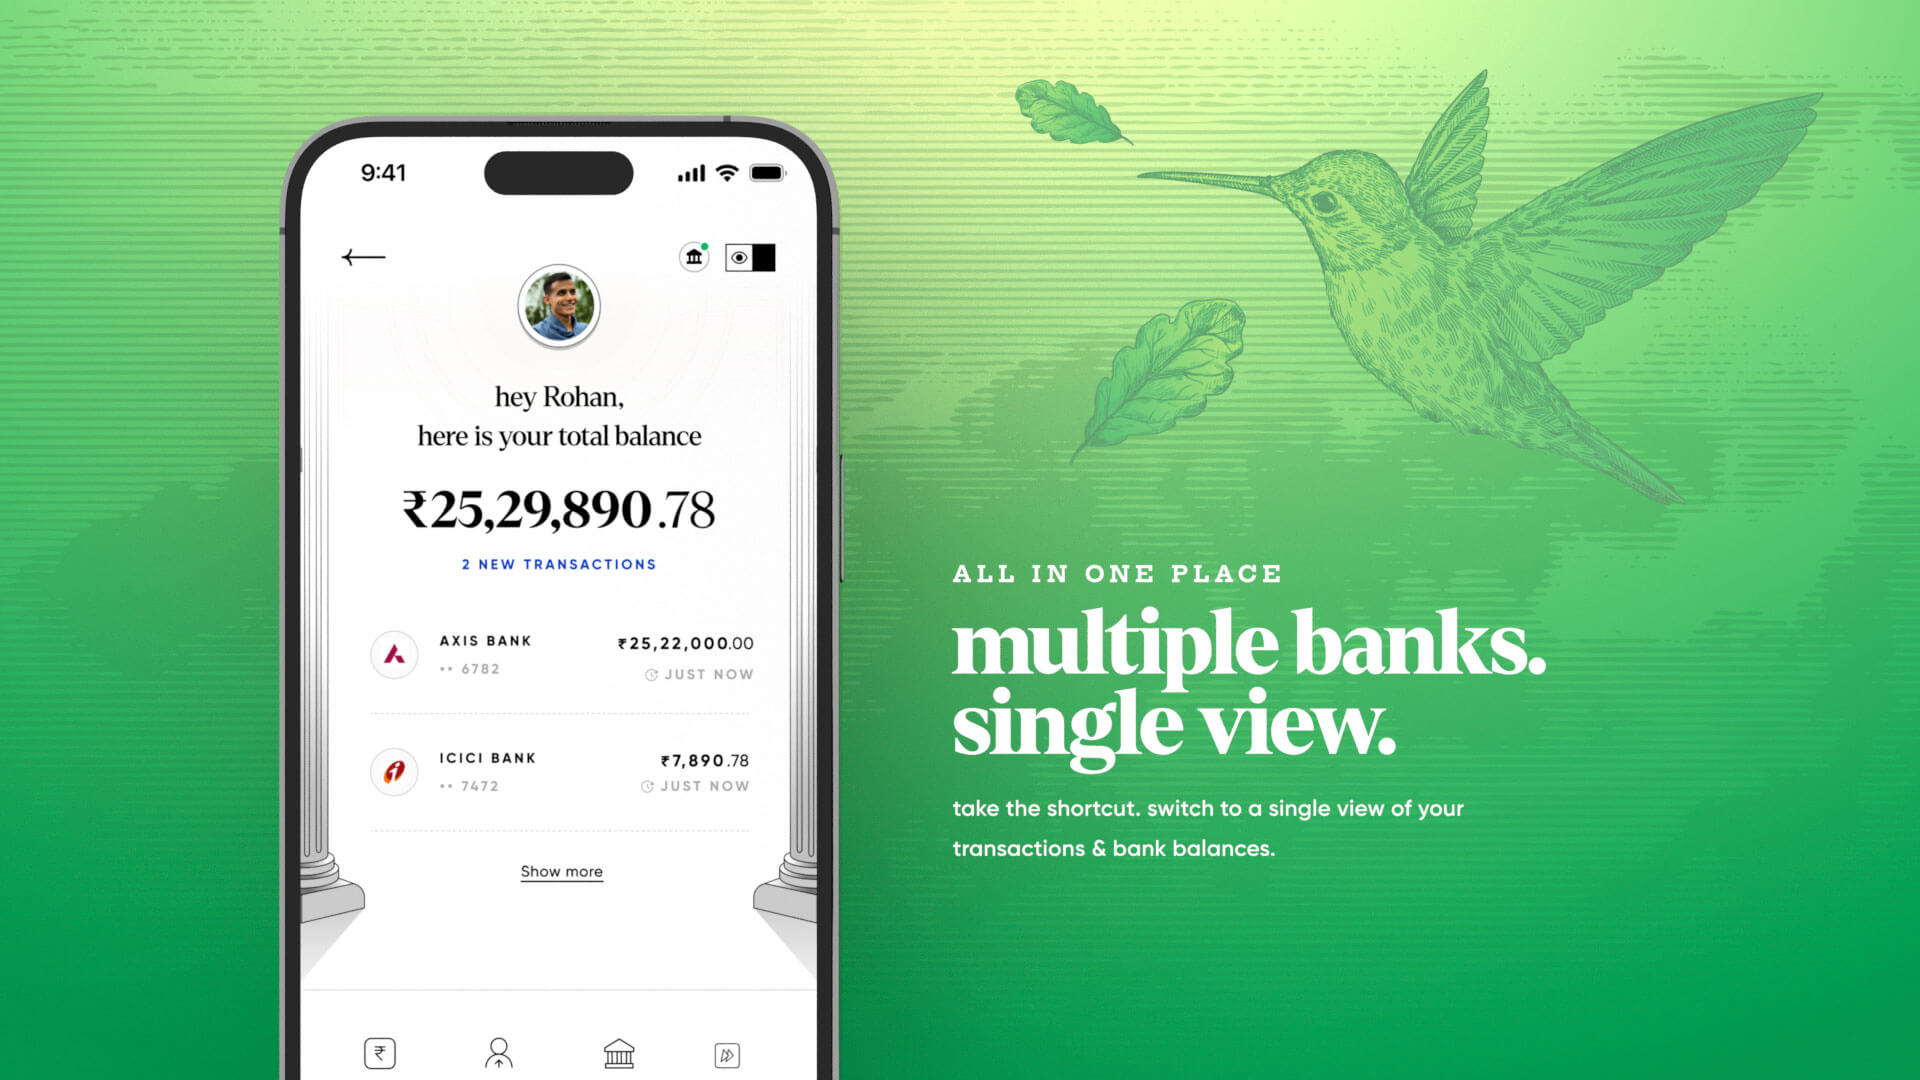 9:41
hey Rohan,
here is your total balance
₹25,29,890.78
2 NEW TRANSACTIONS
AXIS BANK
•• 6782
₹25,22,000.00
JUST NOW
ICICI BANK
•• 7472
₹7,890.78
JUST NOW
Show more
₹
ALL IN ONE PLACE
multiple banks.
single view.
take the shortcut. switch to a single view of your
transactions & bank balances.